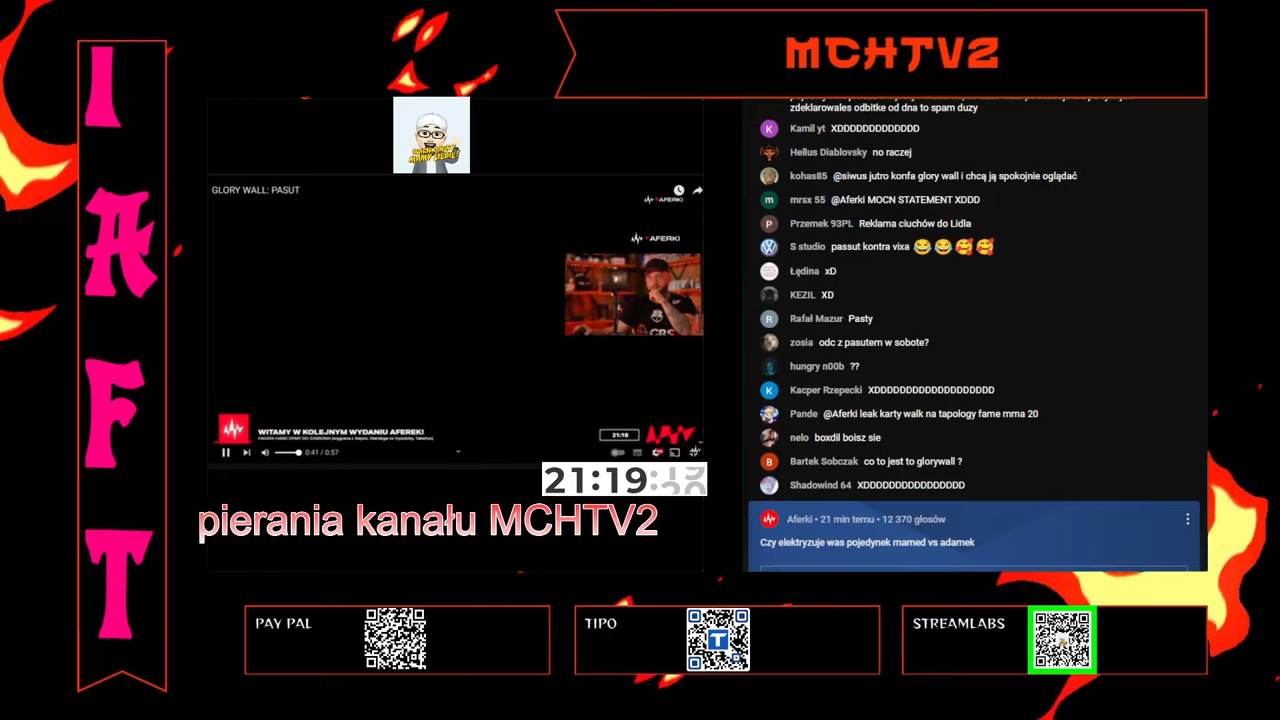 I
A
F
T
MCHTV2
GLORY WALL: PASUT
AFERKI
AFERKI
WITAMY W KOLEJNYM WYDANIU AFEREK!
21:18
0:41 / 0:57
21:19
pierania kanału MCHTV2
zdeklarowales odbitke od dna to spam duzy
K Kamil yt XDDDDDDDDDDDDD
Hellus Diablovsky no raczej
kohas85 @siwus jutro konfa glory wall i chcą ją spokojnie oglądać
m mrsx 55 @Aferki MOCN STATEMENT XDDD
P Przemek 93PL Reklama ciuchów do Lidla
S studio passut kontra vixa 😂😂🥰🥰
Łędina xD
KEZIL XD
R Rafał Mazur Pasty
zosia odc z pasutem w sobote?
hungry n00b ??
K Kacper Rzepecki XDDDDDDDDDDDDDDDDDDD
Pande @Aferki leak karty walk na tapology fame mma 20
nelo boxdil boisz sie
B Bartek Sobczak co to jest to glorywall ?
Shadowind 64 XDDDDDDDDDDDDDDDD
Aferki • 21 min temu • 12 370 głosów
Czy elektryzuje was pojedynek mamed vs adamek
PAY PAL
TIPO
T
STREAMLABS